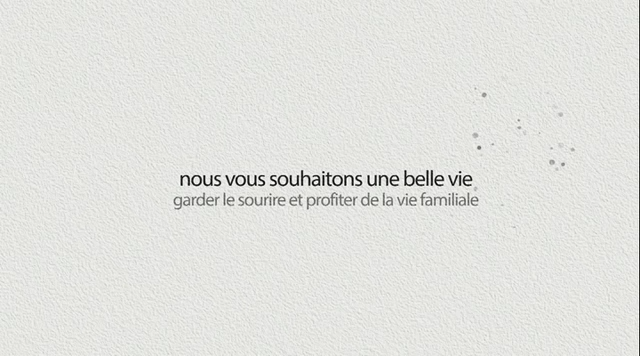 nous vous souhaitons une belle vie
garder le sourire et profiter de la vie familiale